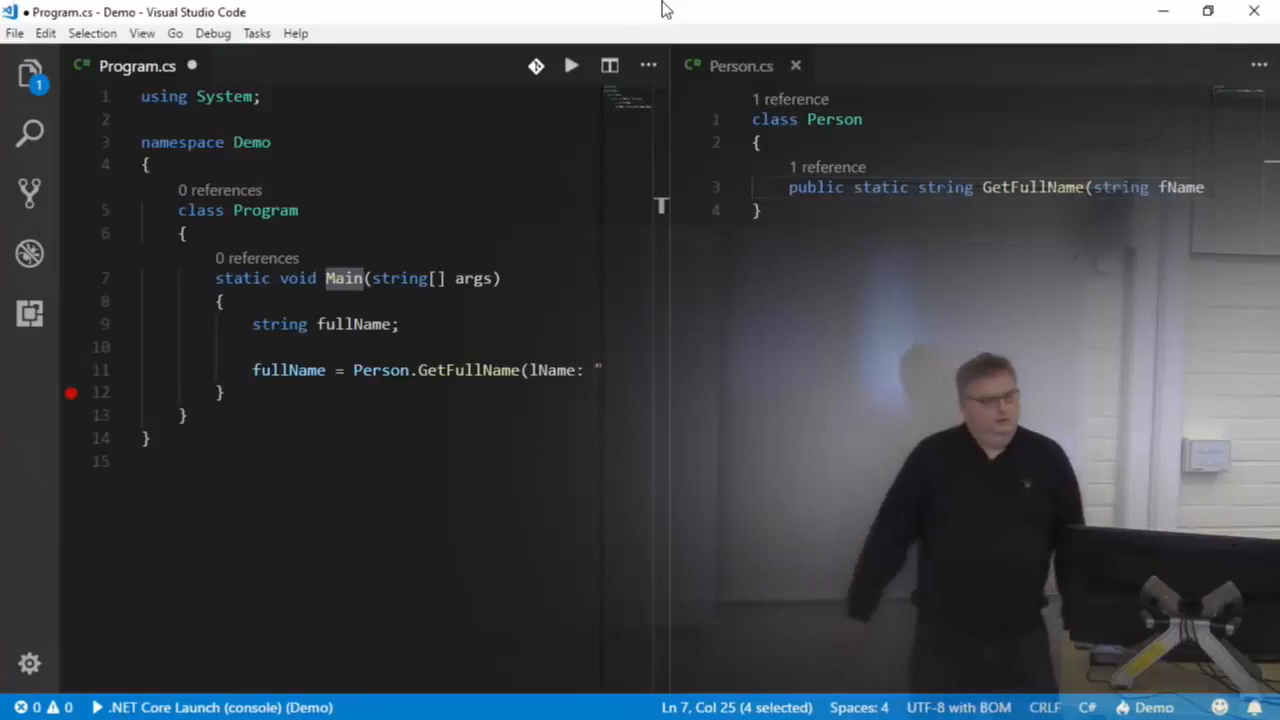 ● Program.cs - Demo - Visual Studio Code
File Edit Selection View Go Debug Tasks Help
C# Program.cs ●
1 using System;
2
3 namespace Demo
4 {
0 references
5 class Program
6 {
0 references
7 static void Main(string[] args)
8 {
9 string fullName;
10
11 fullName = Person.GetFullName(lName: "
12 }
13 }
14 }
15
C# Person.cs
1 reference
1 class Person
2 {
1 reference
3 public static string GetFullName(string fName
4 }
1
0 0 .NET Core Launch (console) (Demo) Ln 7, Col 25 (4 selected) Spaces: 4 UTF-8 with BOM CRLF C# Demo